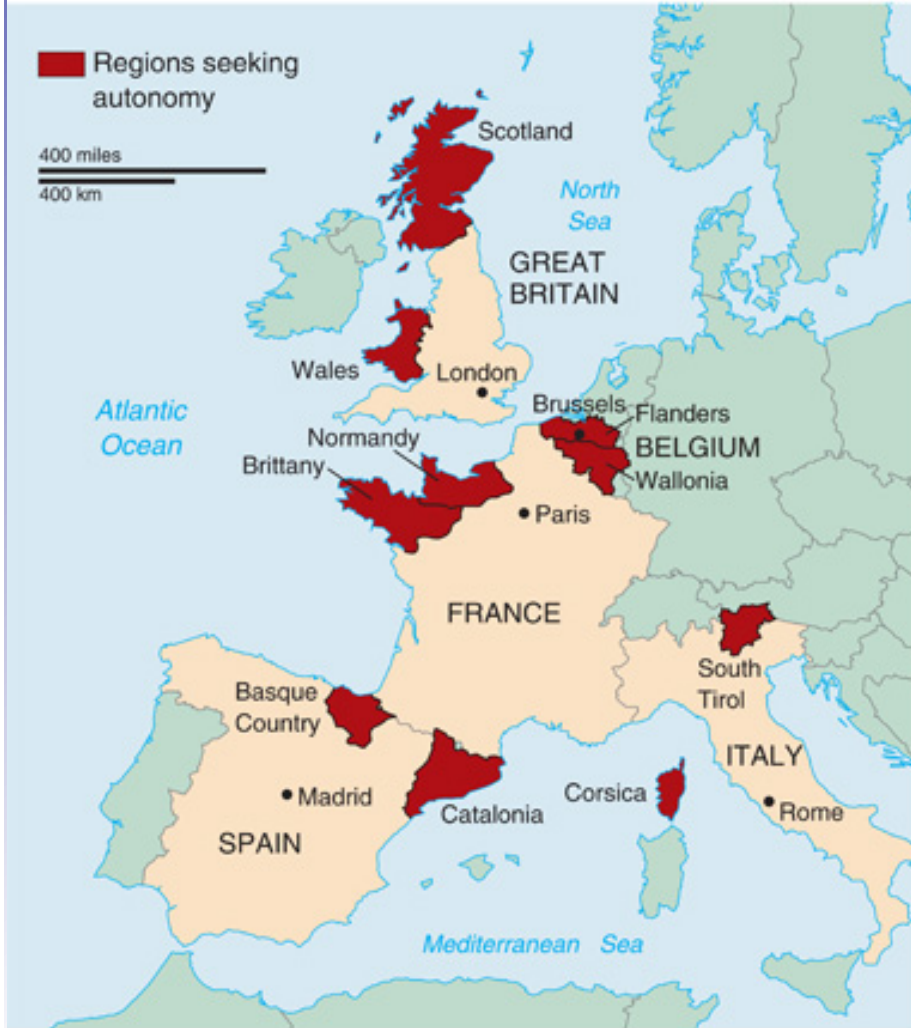 Regions seeking
autonomy
400 miles
400 km
Scotland
North
Sea
GREAT
BRITAIN
Wales
London
Atlantic
Ocean
Brussels
Flanders
BELGIUM
Wallonia
Normandy
Brittany
Paris
FRANCE
South
Tirol
Basque
Country
ITALY
Madrid
Catalonia
Corsica
Rome
SPAIN
Mediterranean Sea